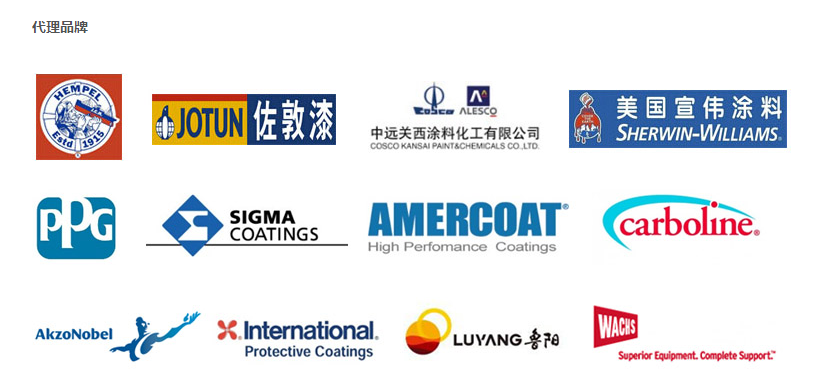 代理品牌
HEMPEL
Estd 1915
JOTUN 佐敦漆
COSCO ALESCO
中远关西涂料化工有限公司
COSCO KANSAI PAINT&CHEMICALS CO.,LTD.
美国宣伟涂料
SHERWIN-WILLIAMS.
PPG
SIGMA
COATINGS
AMERCOAT®
High Perfomance Coatings
carboline®
AkzoNobel
International.
Protective Coatings
LUYANG 鲁阳
WACHS
Superior Equipment. Complete Support.™